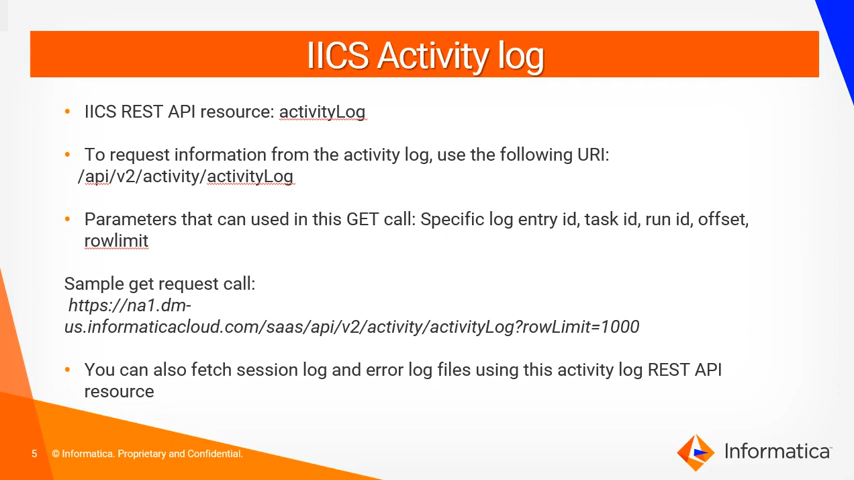 IICS Activity log
• IICS REST API resource: activityLog
• To request information from the activity log, use the following URI:
/api/v2/activity/activityLog
• Parameters that can used in this GET call: Specific log entry id, task id, run id, offset,
rowlimit
Sample get request call:
https://na1.dm-
us.informaticacloud.com/saas/api/v2/activity/activityLog?rowLimit=1000
• You can also fetch session log and error log files using this activity log REST API
resource
5 © Informatica. Proprietary and Confidential.
Informatica™